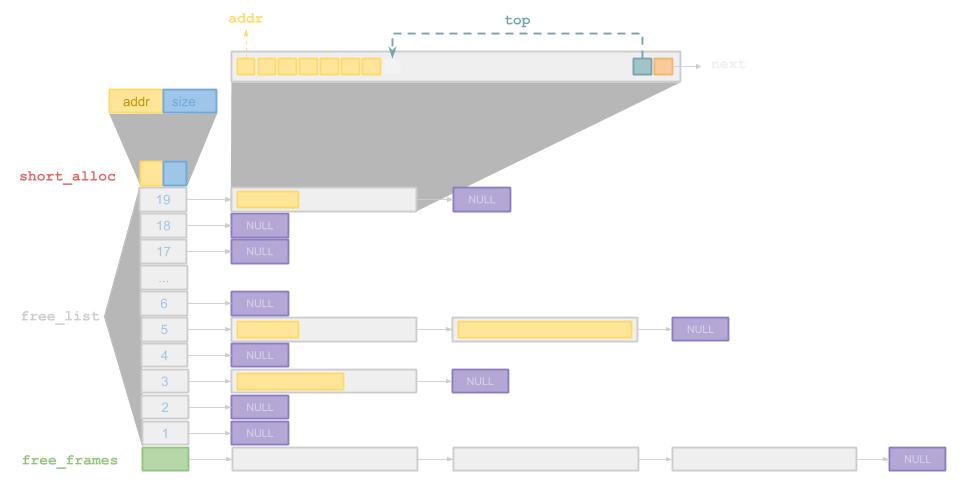 addr
top
next
addr size
short_alloc
19 NULL
18 NULL
17 NULL
...
6 NULL
free_list
5 NULL
4 NULL
3 NULL
2 NULL
1 NULL
free_frames NULL